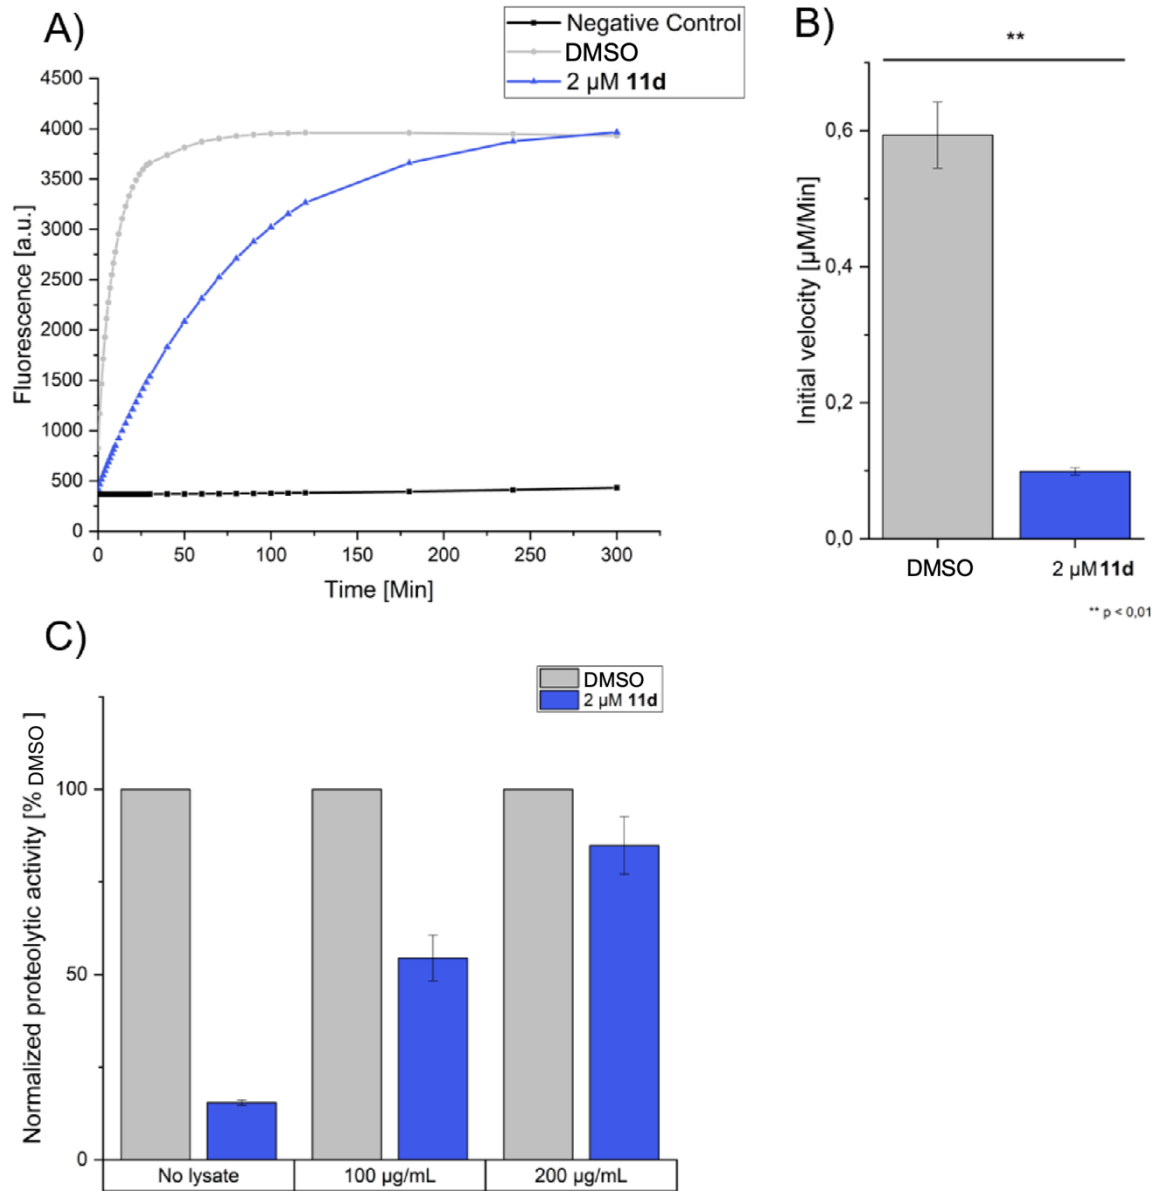 A)
Negative Control
DMSO
2 µM 11d
4500
4000
3500
3000
2500
2000
1500
1000
500
0
Fluorescence [a.u.]
0 50 100 150 200 250 300
Time [Min]
B)
**
0,6
0,4
0,2
0,0
Initial velocity [µM/Min]
DMSO 2 µM 11d
** p < 0,01
C)
DMSO
2 µM 11d
100
50
0
Normalized proteolytic activity [% DMSO ]
No lysate 100 µg/mL 200 µg/mL